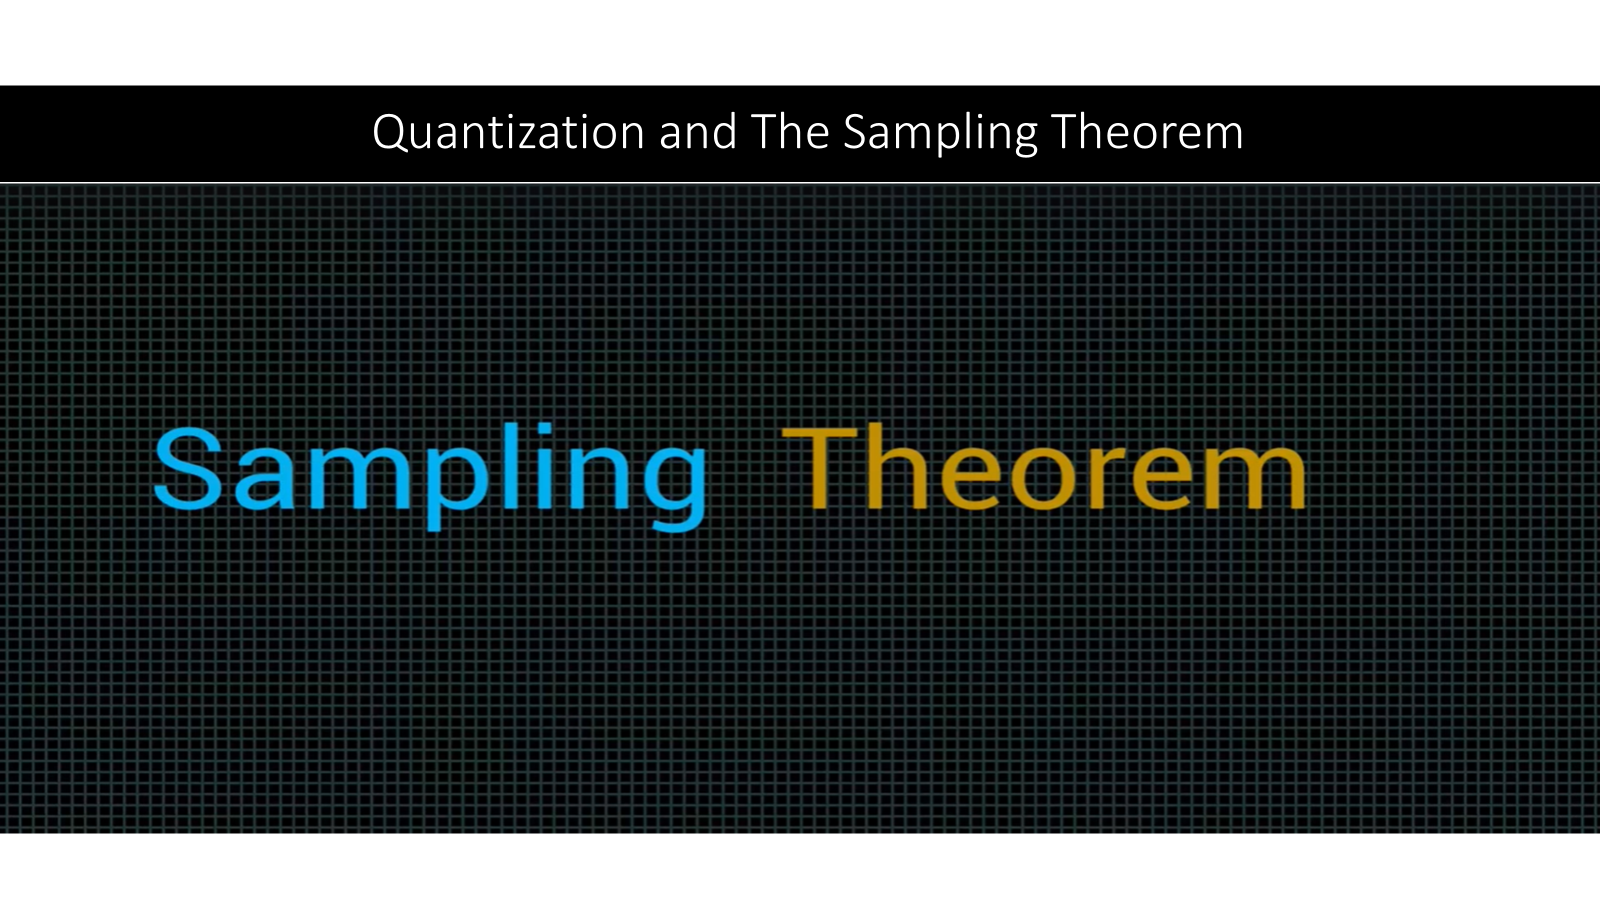 Quantization and The Sampling Theorem
Sampling Theorem